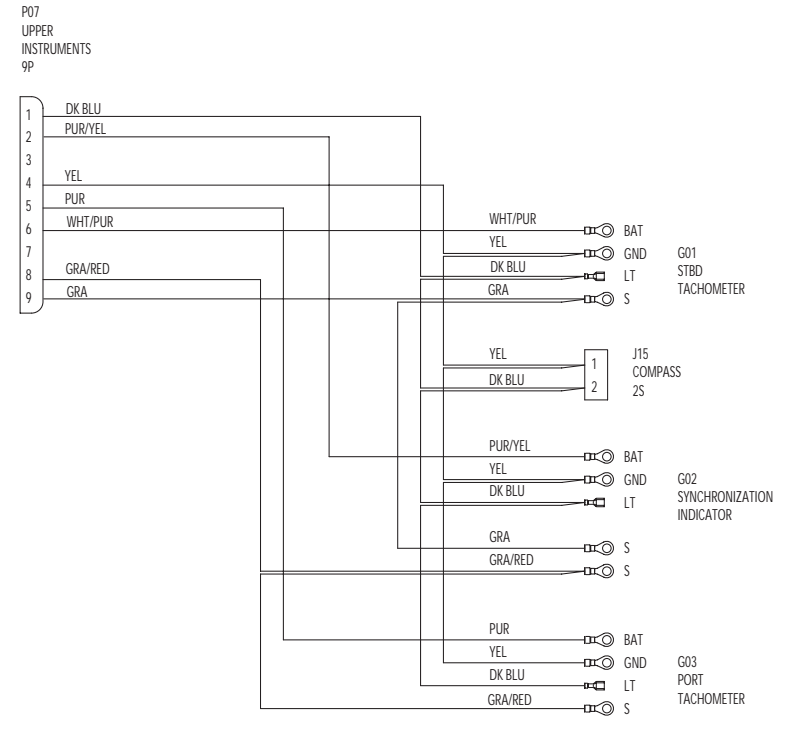 P07
UPPER
INSTRUMENTS
9P
1 DK BLU
2 PUR/YEL
3
4 YEL
5 PUR
6 WHT/PUR
7
8 GRA/RED
9 GRA
WHT/PUR BAT
YEL GND G01
DK BLU LT STBD
GRA S TACHOMETER
YEL 1 J15
COMPASS
DK BLU 2 2S
PUR/YEL BAT
YEL GND G02
DK BLU LT SYNCHRONIZATION
INDICATOR
GRA S
GRA/RED S
PUR BAT
YEL GND G03
DK BLU LT PORT
GRA/RED S TACHOMETER